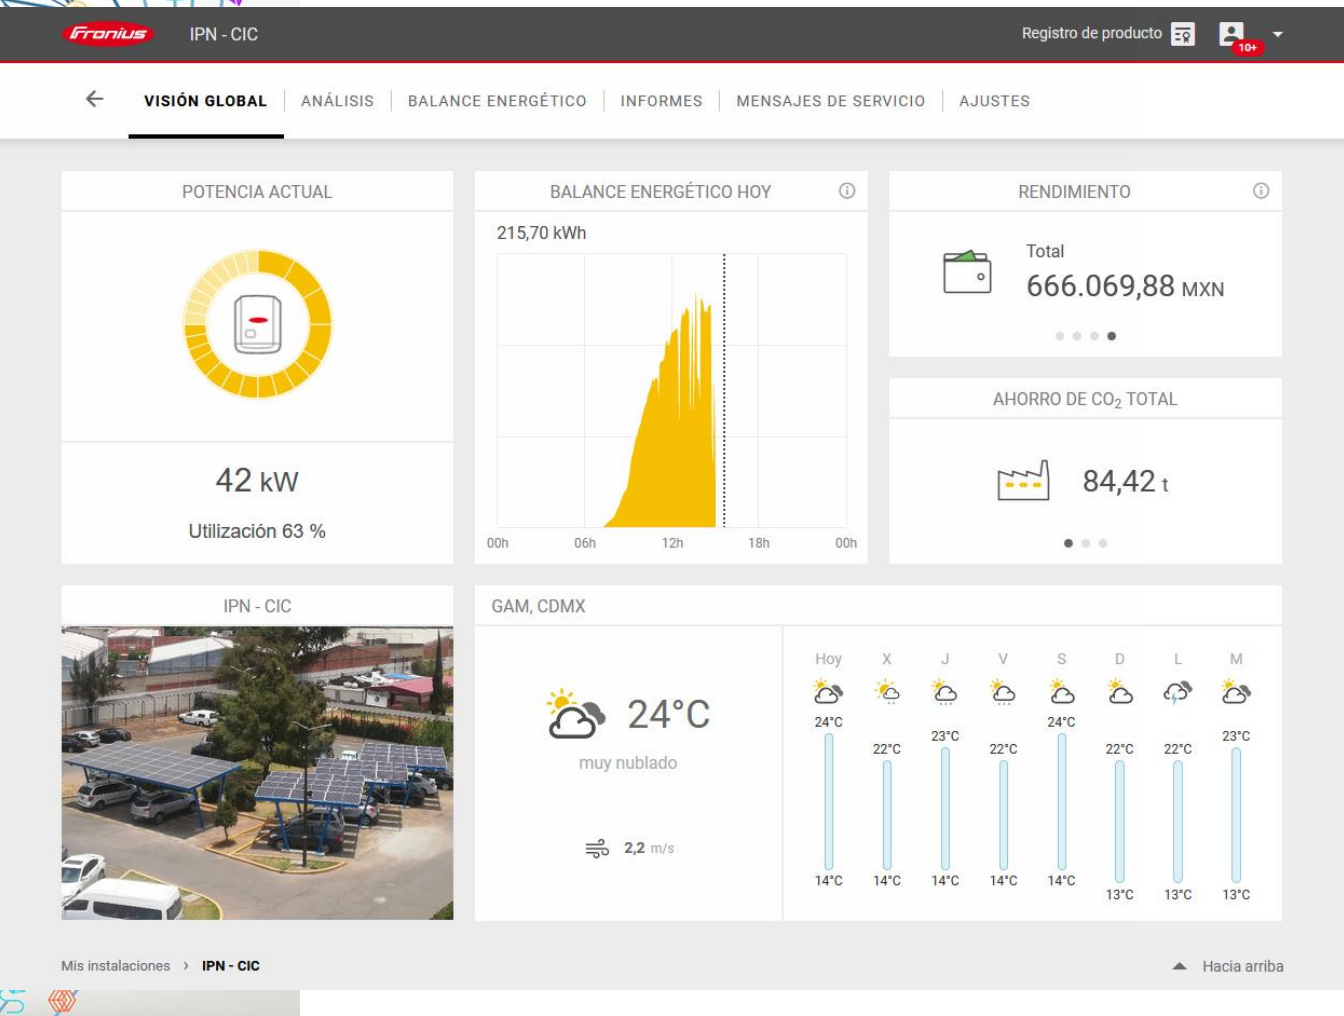 Fronius
IPN - CIC
Registro de producto
10+
VISIÓN GLOBAL
ANÁLISIS
BALANCE ENERGÉTICO
INFORMES
MENSAJES DE SERVICIO
AJUSTES
POTENCIA ACTUAL
42 kW
Utilización 63 %
BALANCE ENERGÉTICO HOY
215,70 kWh
00h 06h 12h 18h 00h
RENDIMIENTO
Total
666.069,88 MXN
AHORRO DE CO₂ TOTAL
84,42 t
IPN - CIC
GAM, CDMX
24°C
muy nublado
2,2 m/s
Hoy X J V S D L M
24°C 22°C 23°C 22°C 24°C 22°C 22°C 23°C
14°C 14°C 14°C 14°C 14°C 13°C 13°C 13°C
Mis instalaciones › IPN - CIC
Hacia arriba